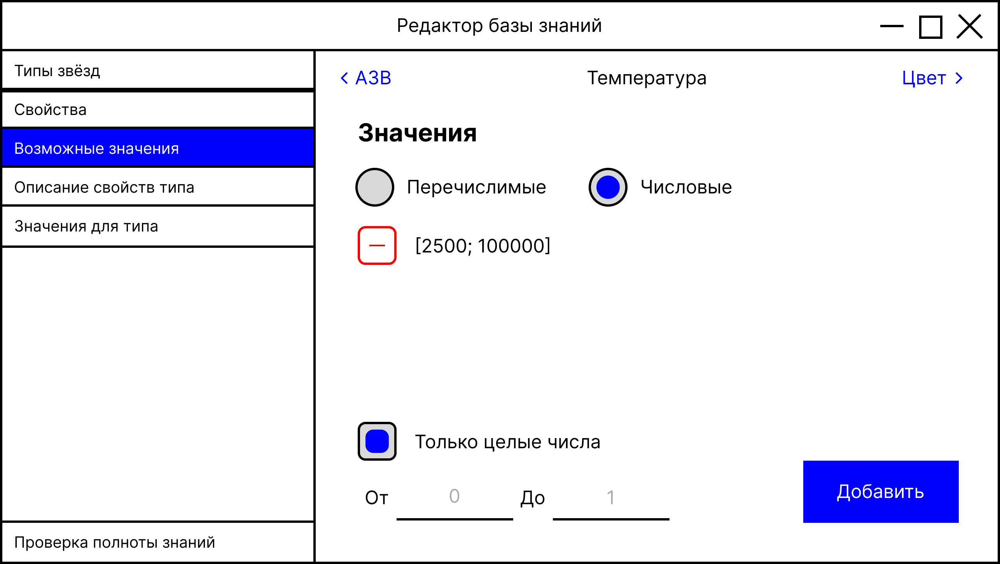 Редактор базы знаний
Типы звёзд
Свойства
Возможные значения
Описание свойств типа
Значения для типа
Проверка полноты знаний
АЗВ
Температура
Цвет
Значения
Перечислимые
Числовые
[2500; 100000]
Только целые числа
От 0 До 1
Добавить